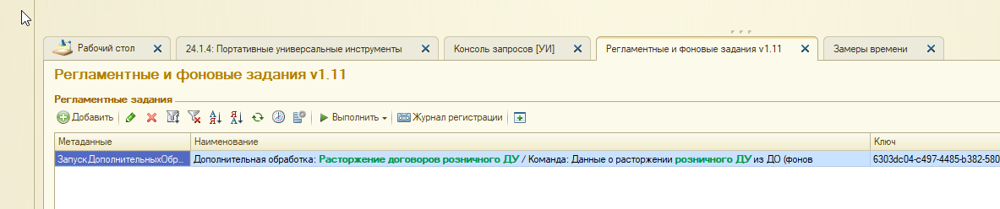 Рабочий стол
24.1.4: Портативные универсальные инструменты
Консоль запросов [УИ]
Регламентные и фоновые задания v1.11
Замеры времени
Регламентные и фоновые задания v1.11
Регламентные задания
Добавить
Выполнить
Журнал регистрации
Метаданные Наименование Ключ
ЗапускДополнительныхОбр... Дополнительная обработка: Расторжение договоров розничного ДУ / Команда: Данные о расторжении розничного ДУ из ДО (фонов 6303dc04-c497-4485-b382-580